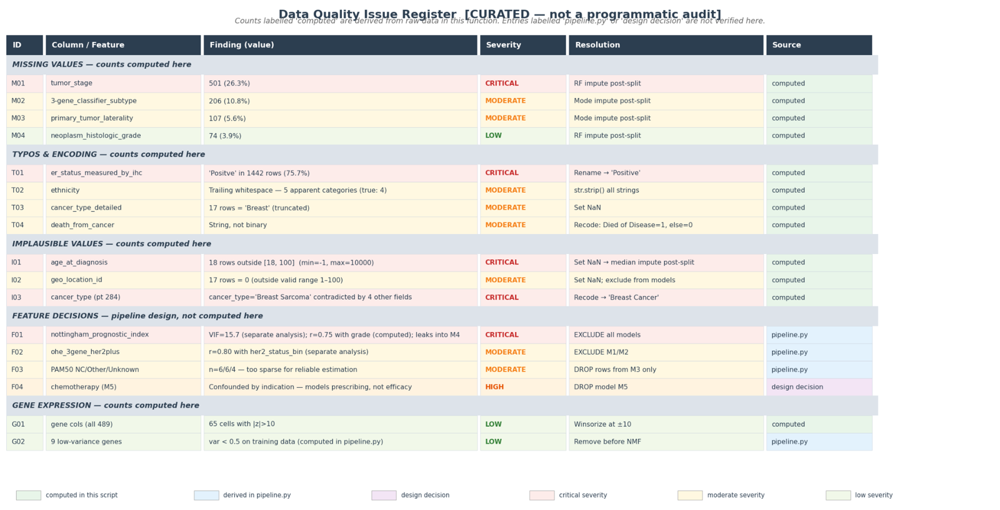 Data Quality Issue Register  [CURATED — not a programmatic audit]
Counts labelled 'computed' are derived from raw data in this function. Entries labelled 'pipeline.py' or 'design decision' are not verified here.
ID Column / Feature Finding (value) Severity Resolution Source
MISSING VALUES — counts computed here
M01 tumor_stage 501 (26.3%) CRITICAL RF impute post-split computed
M02 3-gene_classifier_subtype 206 (10.8%) MODERATE Mode impute post-split computed
M03 primary_tumor_laterality 107 (5.6%) MODERATE Mode impute post-split computed
M04 neoplasm_histologic_grade 74 (3.9%) LOW RF impute post-split computed
TYPOS & ENCODING — counts computed here
T01 er_status_measured_by_ihc 'Positve' in 1442 rows (75.7%) CRITICAL Rename → 'Positive' computed
T02 ethnicity Trailing whitespace — 5 apparent categories (true: 4) MODERATE str.strip() all strings computed
T03 cancer_type_detailed 17 rows = 'Breast' (truncated) MODERATE Set NaN computed
T04 death_from_cancer String, not binary MODERATE Recode: Died of Disease=1, else=0 computed
IMPLAUSIBLE VALUES — counts computed here
I01 age_at_diagnosis 18 rows outside [18, 100]  (min=-1, max=10000) CRITICAL Set NaN → median impute post-split computed
I02 geo_location_id 17 rows = 0 (outside valid range 1–100) MODERATE Set NaN; exclude from models computed
I03 cancer_type (pt 284) cancer_type='Breast Sarcoma' contradicted by 4 other fields CRITICAL Recode → 'Breast Cancer' computed
FEATURE DECISIONS — pipeline design, not computed here
F01 nottingham_prognostic_index VIF=15.7 (separate analysis); r=0.75 with grade (computed); leaks into M4 CRITICAL EXCLUDE all models pipeline.py
F02 ohe_3gene_her2plus r=0.80 with her2_status_bin (separate analysis) MODERATE EXCLUDE M1/M2 pipeline.py
F03 PAM50 NC/Other/Unknown n=6/6/4 — too sparse for reliable estimation MODERATE DROP rows from M3 only pipeline.py
F04 chemotherapy (M5) Confounded by indication — models prescribing, not efficacy HIGH DROP model M5 design decision
GENE EXPRESSION — counts computed here
G01 gene cols (all 489) 65 cells with |z|>10 LOW Winsorize at ±10 computed
G02 9 low-variance genes var < 0.5 on training data (computed in pipeline.py) LOW Remove before NMF pipeline.py
computed in this script derived in pipeline.py design decision critical severity moderate severity low severity